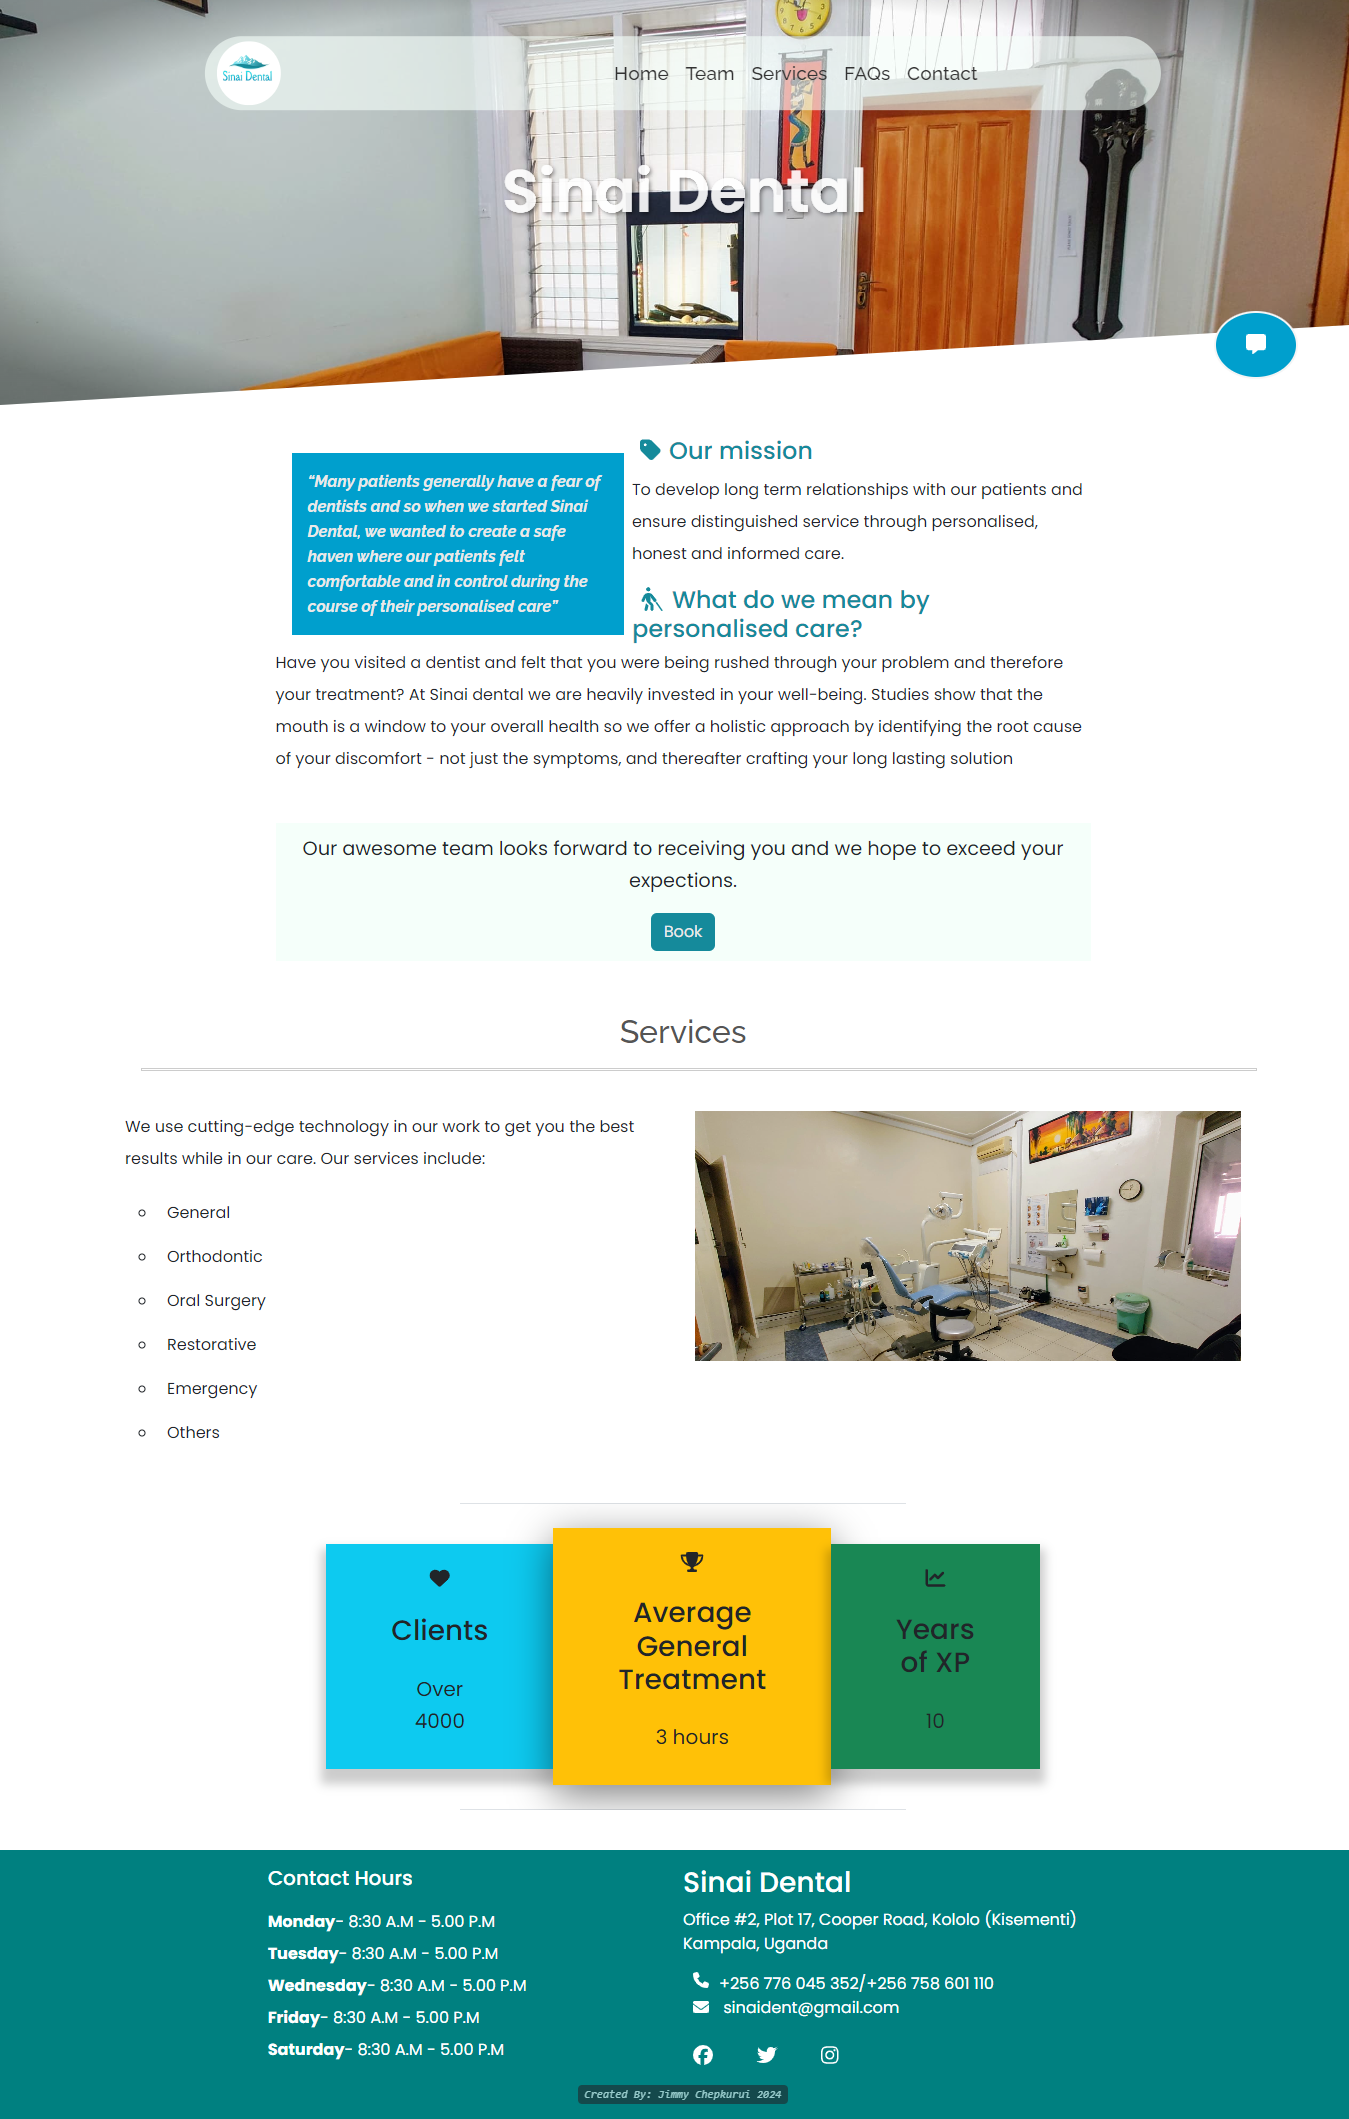 Sinai Dental
Home Team Services FAQs Contact
Sinai Dental
"Many patients generally have a fear of
dentists and so when we started Sinai
Dental, we wanted to create a safe
haven where our patients felt
comfortable and in control during the
course of their personalised care"
Our mission
To develop long term relationships with our patients and
ensure distinguished service through personalised,
honest and informed care.
What do we mean by
personalised care?
Have you visited a dentist and felt that you were being rushed through your problem and therefore
your treatment? At Sinai dental we are heavily invested in your well-being. Studies show that the
mouth is a window to your overall health so we offer a holistic approach by identifying the root cause
of your discomfort - not just the symptoms, and thereafter crafting your long lasting solution
Our awesome team looks forward to receiving you and we hope to exceed your
expections.
Book
Services
We use cutting-edge technology in our work to get you the best
results while in our care. Our services include:
General
Orthodontic
Oral Surgery
Restorative
Emergency
Others
Clients
Over
4000
Average
General
Treatment
3 hours
Years
of XP
10
Contact Hours
Monday- 8:30 A.M - 5.00 P.M
Tuesday- 8:30 A.M - 5.00 P.M
Wednesday- 8:30 A.M - 5.00 P.M
Friday- 8:30 A.M - 5.00 P.M
Saturday- 8:30 A.M - 5.00 P.M
Sinai Dental
Office #2, Plot 17, Cooper Road, Kololo (Kisementi)
Kampala, Uganda
+256 776 045 352/+256 758 601 110
sinaident@gmail.com
Created By: Jimmy Chepkurui 2024